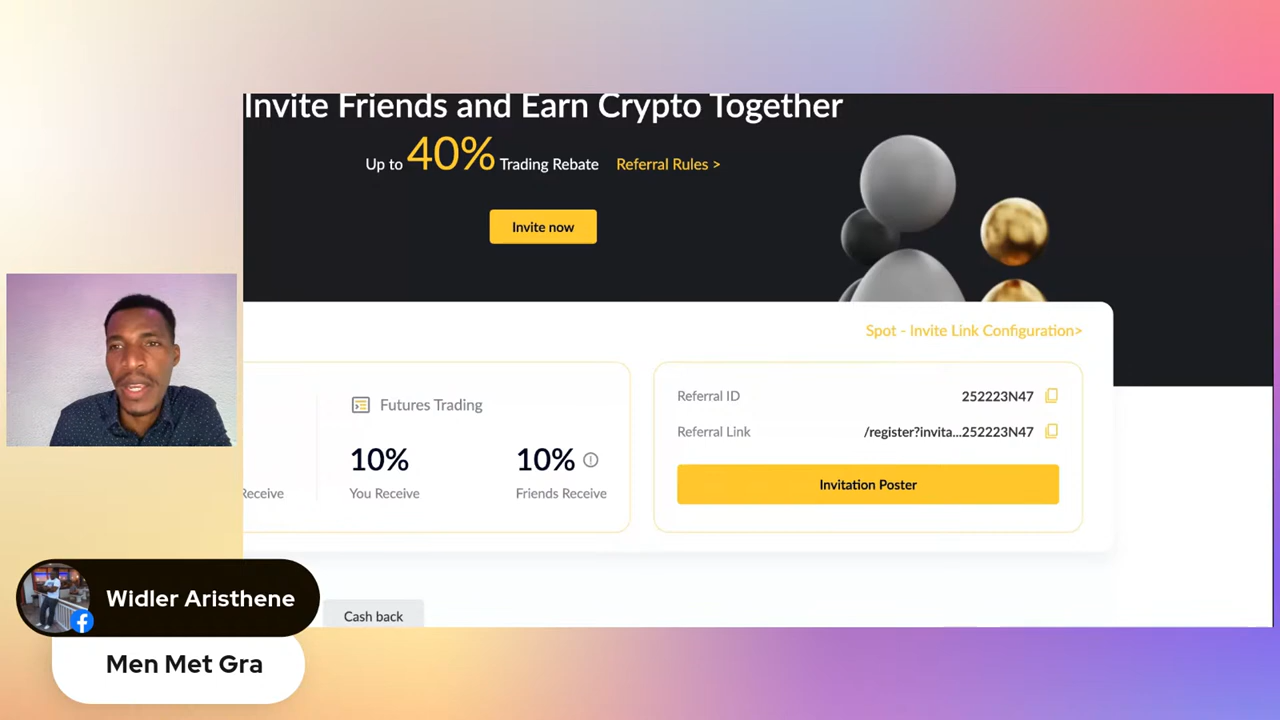 Invite Friends and Earn Crypto Together
Up to 40% Trading Rebate Referral Rules >
Invite now
Spot - Invite Link Configuration>
Futures Trading
10%
You Receive
10%
Friends Receive
Receive
Referral ID 252223N47
Referral Link /register?invita...252223N47
Invitation Poster
Cash back
Widler Aristhene
Men Met Gra